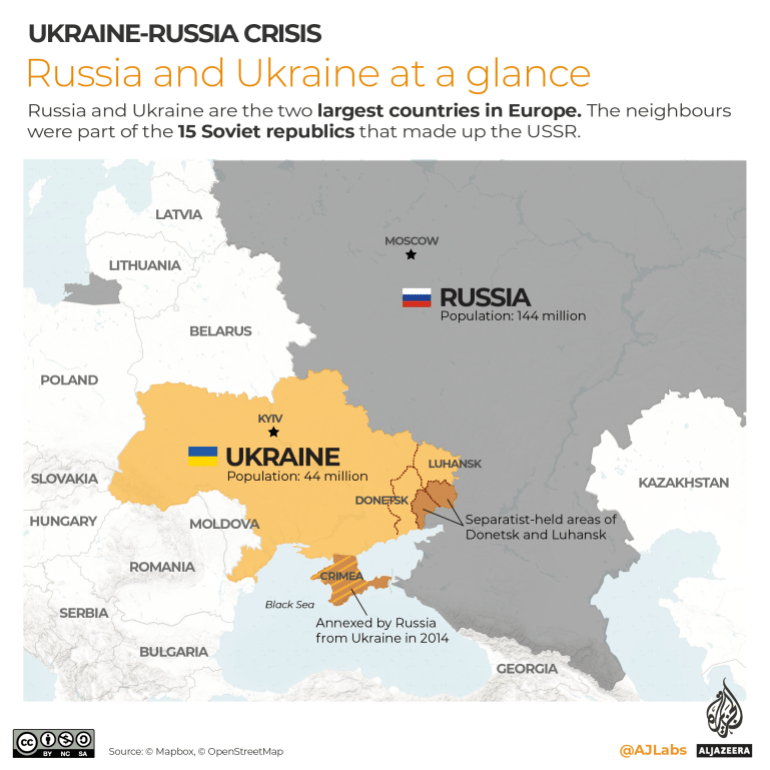 UKRAINE-RUSSIA CRISIS
Russia and Ukraine at a glance
Russia and Ukraine are the two largest countries in Europe. The neighbours
were part of the 15 Soviet republics that made up the USSR.
LATVIA
MOSCOW
LITHUANIA
RUSSIA
Population: 144 million
BELARUS
POLAND
KYIV
UKRAINE
Population: 44 million
LUHANSK
SLOVAKIA
KAZAKHSTAN
DONETSK
HUNGARY
MOLDOVA
Separatist-held areas of
Donetsk and Luhansk
ROMANIA
CRIMEA
Black Sea
SERBIA
Annexed by Russia
from Ukraine in 2014
BULGARIA
GEORGIA
cc BY NC SA
Source: © Mapbox, © OpenStreetMap
@AJLabs
ALJAZEERA